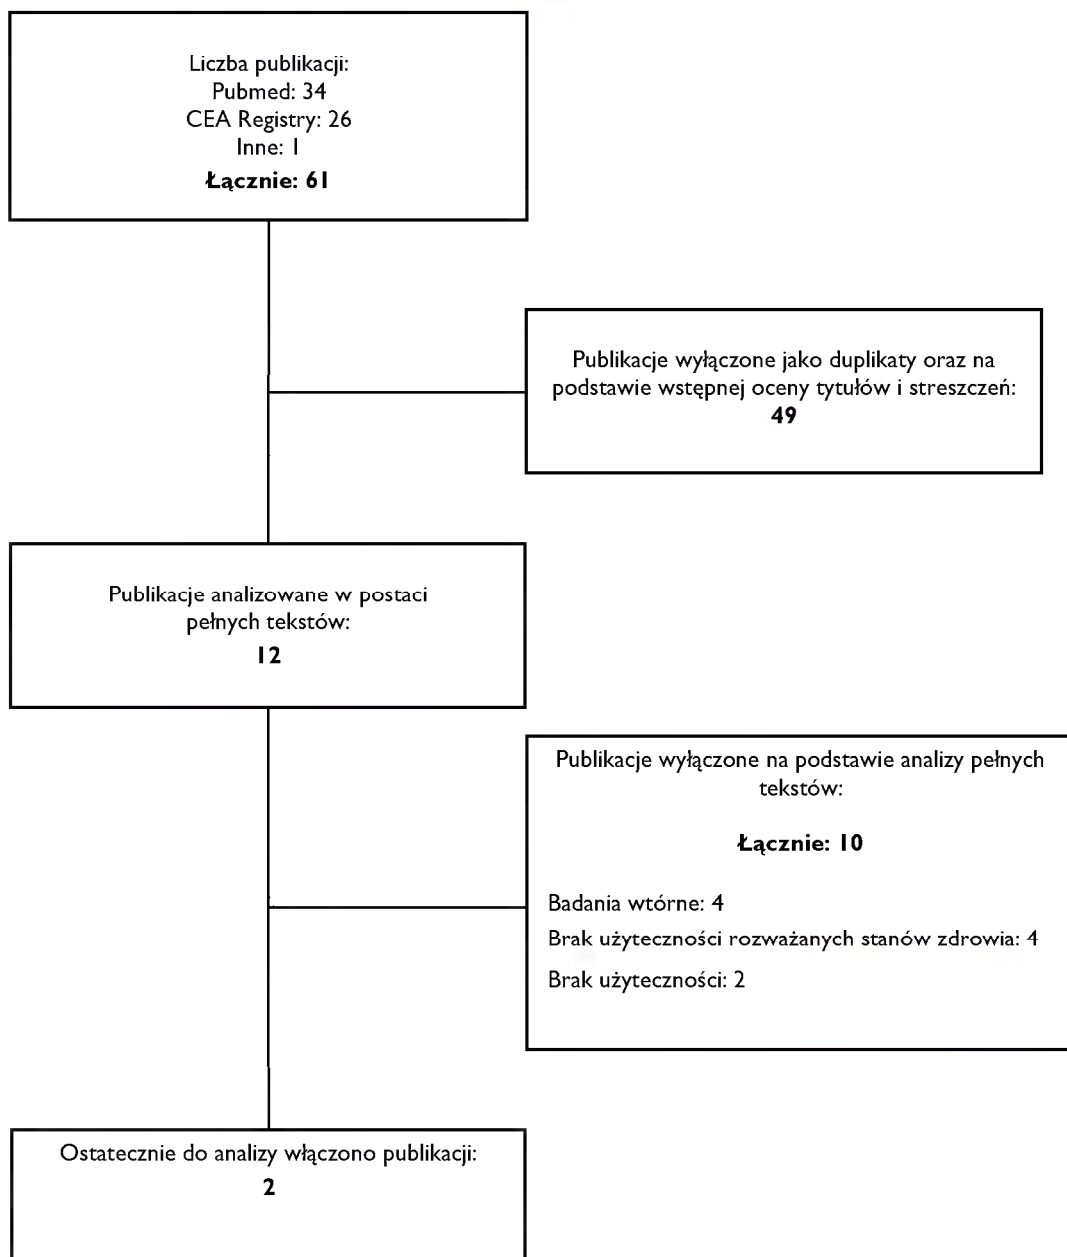 Liczba publikacji:
Pubmed: 34
CEA Registry: 26
Inne: 1
Łącznie: 61
Publikacje wyłączone jako duplikaty oraz na
podstawie wstępnej oceny tytułów i streszczeń:
49
Publikacje analizowane w postaci
pełnych tekstów:
12
Publikacje wyłączone na podstawie analizy pełnych
tekstów:
Łącznie: 10
Badania wtórne: 4
Brak użyteczności rozważanych stanów zdrowia: 4
Brak użyteczności: 2
Ostatecznie do analizy włączono publikacji:
2